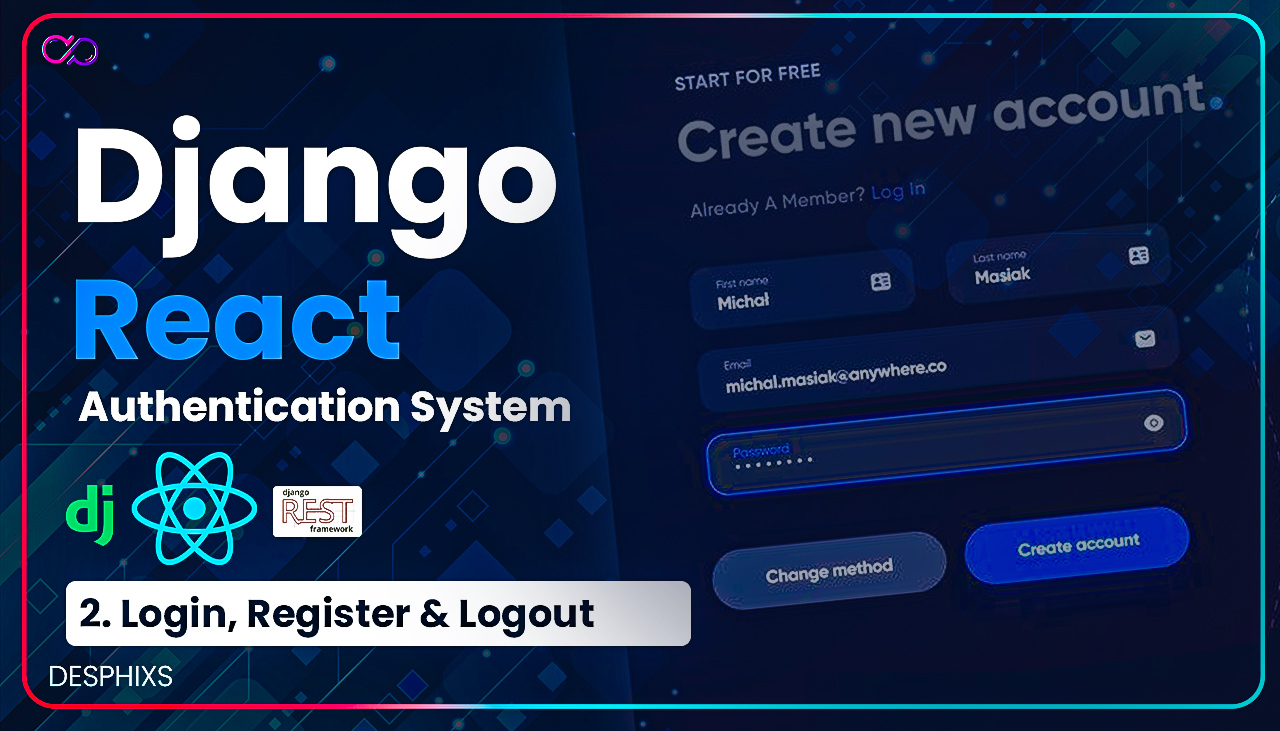 Django
React
Authentication System
dj
django
REST
framework
2. Login, Register & Logout
DESPHIXS
START FOR FREE
Create new account.
Already A Member? Log In
First name
Michał
Last name
Masiak
Email
michal.masiak@anywhere.co
Password
Change method
Create account